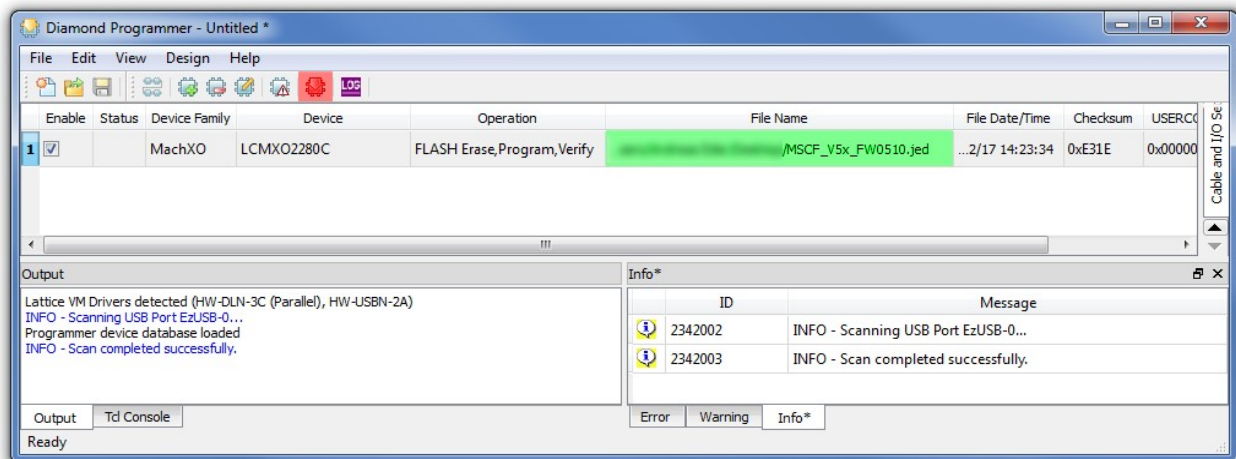 Diamond Programmer - Untitled *
File Edit View Design Help
LOG
Enable Status Device Family Device Operation File Name File Date/Time Checksum USERCO
1 MachXO LCMXO2280C FLASH Erase,Program,Verify /MSCF_V5x_FW0510.jed ...2/17 14:23:34 0xE31E 0x00000
Cable and I/O Se
Output
Lattice VM Drivers detected (HW-DLN-3C (Parallel), HW-USBN-2A)
INFO - Scanning USB Port EzUSB-0...
Programmer device database loaded
INFO - Scan completed successfully.
Output Tcl Console
Info*
ID Message
2342002 INFO - Scanning USB Port EzUSB-0...
2342003 INFO - Scan completed successfully.
Error Warning Info*
Ready